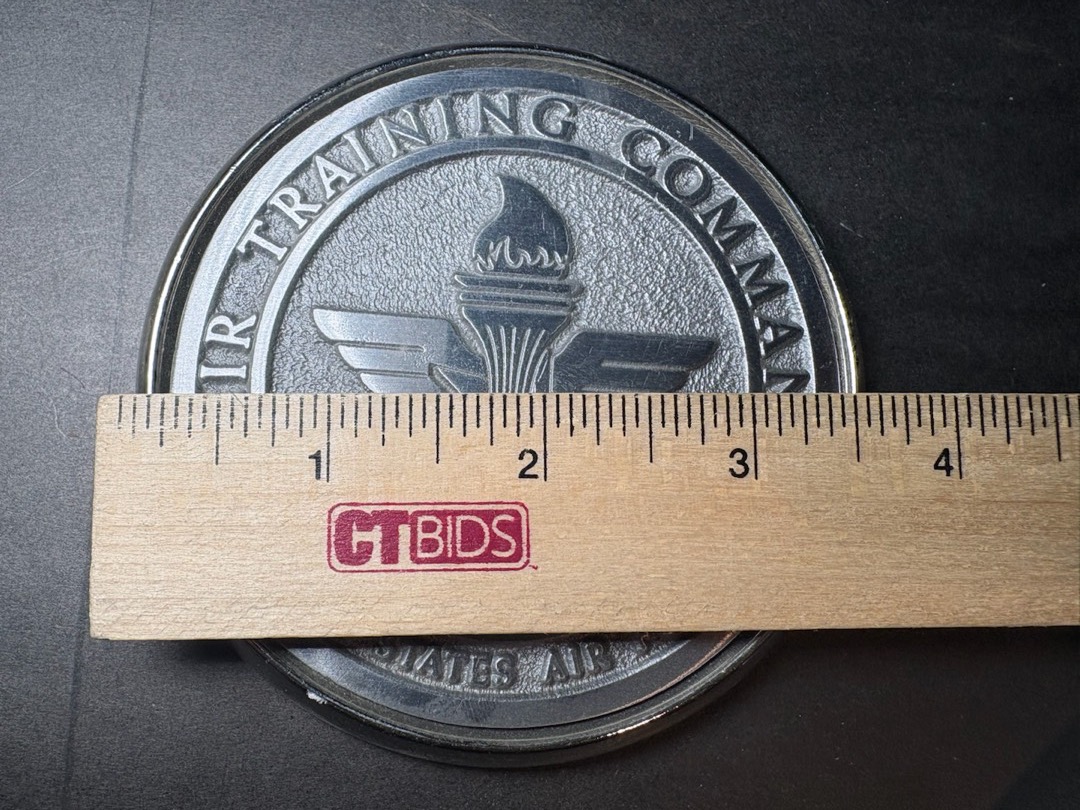 IR TRAINING COMMAN
1 2 3 4
CTBIDS
STATES AIR